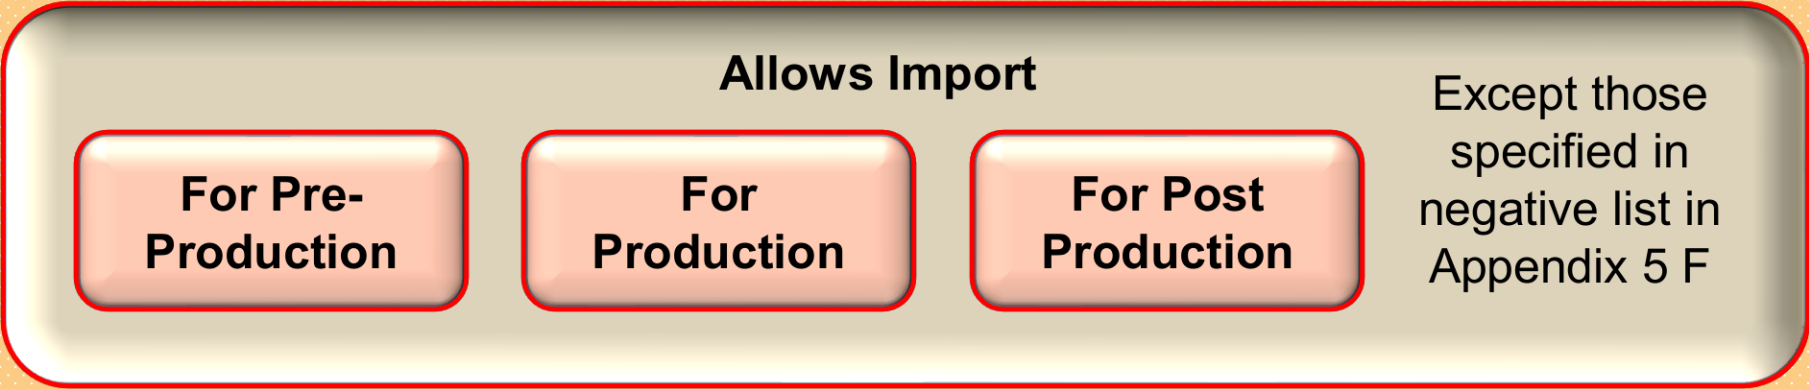 Allows Import
For Pre-
Production
For
Production
For Post
Production
Except those
specified in
negative list in
Appendix 5 F